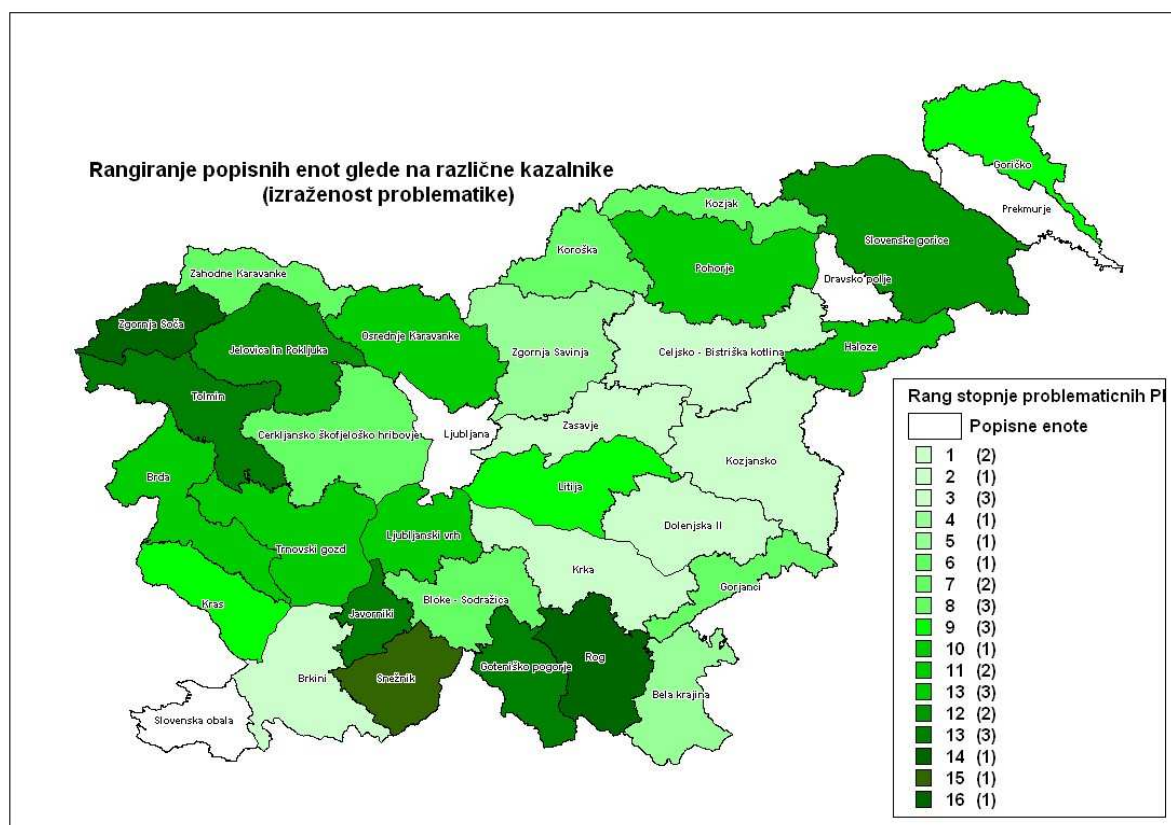 Rangiranje popisnih enot glede na različne kazalnike
(izraženost problematike)
Goričko
Prekmurje
Kozjak
Slovenske gorice
Koroška
Pohorje
Zahodne Karavanke
Dravsko polje
Zgornja Soča
Osrednje Karavanke
Jelovica in Pokljuka
Zgornja Savinja
Celjsko - Bistriška kotlina
Haloze
Tolmin
Zasavje
Cerkljansko škofjeloško hribovje
Ljubljana
Kozjansko
Brda
Litija
Dolenjska II
Ljubljanski vrh
Trnovski gozd
Krka
Gorjanci
Bloke - Sodražica
Kras
Javorniki
Rog
Goteniško pogorje
Brkini
Snežnik
Bela krajina
Slovenska obala
Rang stopnje problematicnih Pl
Popisne enote
1 (2)
2 (1)
3 (3)
4 (1)
5 (1)
6 (1)
7 (2)
8 (3)
9 (3)
10 (1)
11 (2)
13 (3)
12 (2)
13 (3)
14 (1)
15 (1)
16 (1)